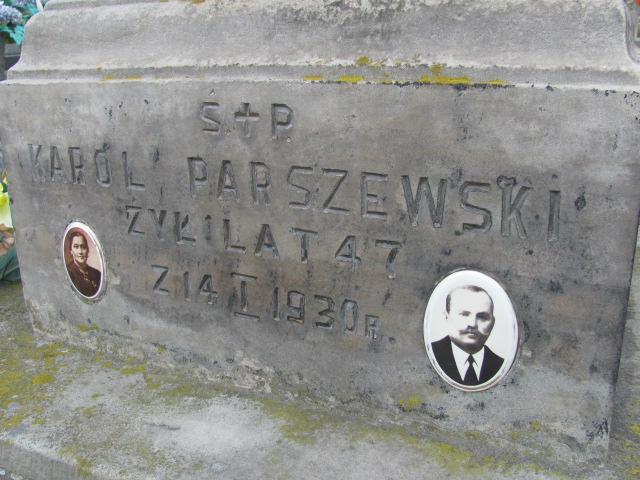 Ś✝P.
KAROL PARSZEWSKI
ŻYŁ LAT 47
Z 14 I 1930 R.